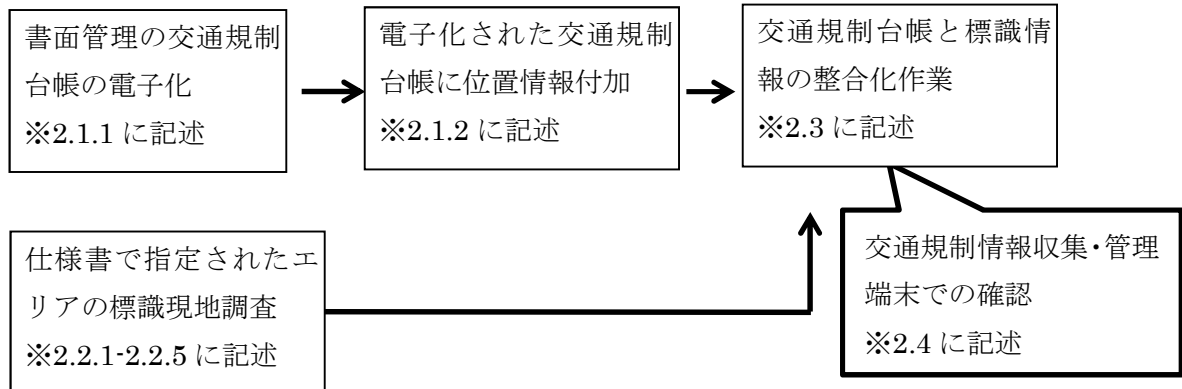 書面管理の交通規制
台帳の電子化
※2.1.1 に記述
電子化された交通規制
台帳に位置情報付加
※2.1.2 に記述
交通規制台帳と標識情
報の整合化作業
※2.3 に記述
仕様書で指定されたエ
リアの標識現地調査
※2.2.1-2.2.5 に記述
交通規制情報収集・管理
端末での確認
※2.4 に記述